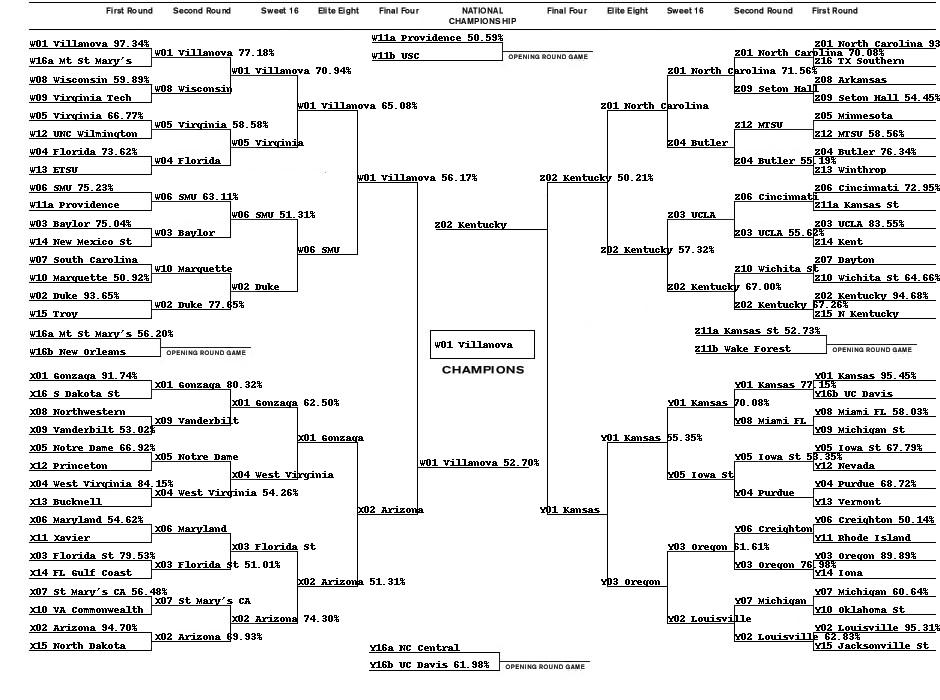 First Round Second Round Sweet 16 Elite Eight Final Four NATIONAL CHAMPIONSHIP Final Four Elite Eight Sweet 16 Second Round First Round
W11a Providence 50.59%
W11b USC
OPENING ROUND GAME
W01 Villanova 97.34%
W16a Mt St Mary's
W08 Wisconsin 59.89%
W09 Virginia Tech
W05 Virginia 66.77%
W12 UNC Wilmington
W04 Florida 73.62%
W13 ETSU
W06 SMU 75.23%
W11a Providence
W03 Baylor 75.04%
W14 New Mexico St
W07 South Carolina
W10 Marquette 50.92%
W02 Duke 93.65%
W15 Troy
W01 Villanova 77.18%
W08 Wisconsin
W05 Virginia 58.58%
W04 Florida
W06 SMU 63.11%
W03 Baylor
W10 Marquette
W02 Duke 77.65%
W01 Villanova 70.94%
W05 Virginia
W06 SMU 51.31%
W02 Duke
W01 Villanova 65.08%
W06 SMU
W01 Villanova 56.17%
W16a Mt St Mary's 56.20%
W16b New Orleans
OPENING ROUND GAME
X01 Gonzaga 91.74%
X16 S Dakota St
X08 Northwestern
X09 Vanderbilt 53.02%
X05 Notre Dame 66.92%
X12 Princeton
X04 West Virginia 84.15%
X13 Bucknell
X06 Maryland 54.62%
X11 Xavier
X03 Florida St 79.53%
X14 FL Gulf Coast
X07 St Mary's CA 56.48%
X10 VA Commonwealth
X02 Arizona 94.70%
X15 North Dakota
X01 Gonzaga 80.32%
X09 Vanderbilt
X05 Notre Dame
X04 West Virginia 54.26%
X06 Maryland
X03 Florida St 51.01%
X07 St Mary's CA
X02 Arizona 69.93%
X01 Gonzaga 62.50%
X04 West Virginia
X03 Florida St
X02 Arizona 74.30%
X01 Gonzaga
X02 Arizona 51.31%
X02 Arizona
W01 Villanova 52.70%
Z02 Kentucky
W01 Villanova
CHAMPIONS
Z02 Kentucky 50.21%
Y01 Kansas
Z01 North Carolina
Z02 Kentucky 57.32%
Z01 North Carolina 71.56%
Z04 Butler
Z03 UCLA
Z02 Kentucky 67.00%
Z01 North Carolina 70.08%
Z09 Seton Hall
Z12 MTSU
Z04 Butler 55.19%
Z06 Cincinnati
Z03 UCLA 55.62%
Z10 Wichita St
Z02 Kentucky 67.26%
Z01 North Carolina 93
Z16 TX Southern
Z08 Arkansas
Z09 Seton Hall 54.45%
Z05 Minnesota
Z12 MTSU 58.56%
Z04 Butler 76.34%
Z13 Winthrop
Z06 Cincinnati 72.95%
Z11a Kansas St
Z03 UCLA 83.55%
Z14 Kent
Z07 Dayton
Z10 Wichita St 64.66%
Z02 Kentucky 94.68%
Z15 N Kentucky
Z11a Kansas St 52.73%
Z11b Wake Forest
OPENING ROUND GAME
Y01 Kansas 55.35%
Y03 Oregon
Y01 Kansas 70.08%
Y05 Iowa St
Y03 Oregon 61.61%
Y02 Louisville
Y01 Kansas 77.15%
Y08 Miami FL
Y05 Iowa St 53.35%
Y04 Purdue
Y06 Creighton
Y03 Oregon 76.98%
Y07 Michigan
Y02 Louisville 62.83%
Y01 Kansas 95.45%
Y16b UC Davis
Y08 Miami FL 58.03%
Y09 Michigan St
Y05 Iowa St 67.79%
Y12 Nevada
Y04 Purdue 68.72%
Y13 Vermont
Y06 Creighton 50.14%
Y11 Rhode Island
Y03 Oregon 89.89%
Y14 Iona
Y07 Michigan 60.64%
Y10 Oklahoma St
Y02 Louisville 95.31%
Y15 Jacksonville St
Y16a NC Central
Y16b UC Davis 61.98%
OPENING ROUND GAME